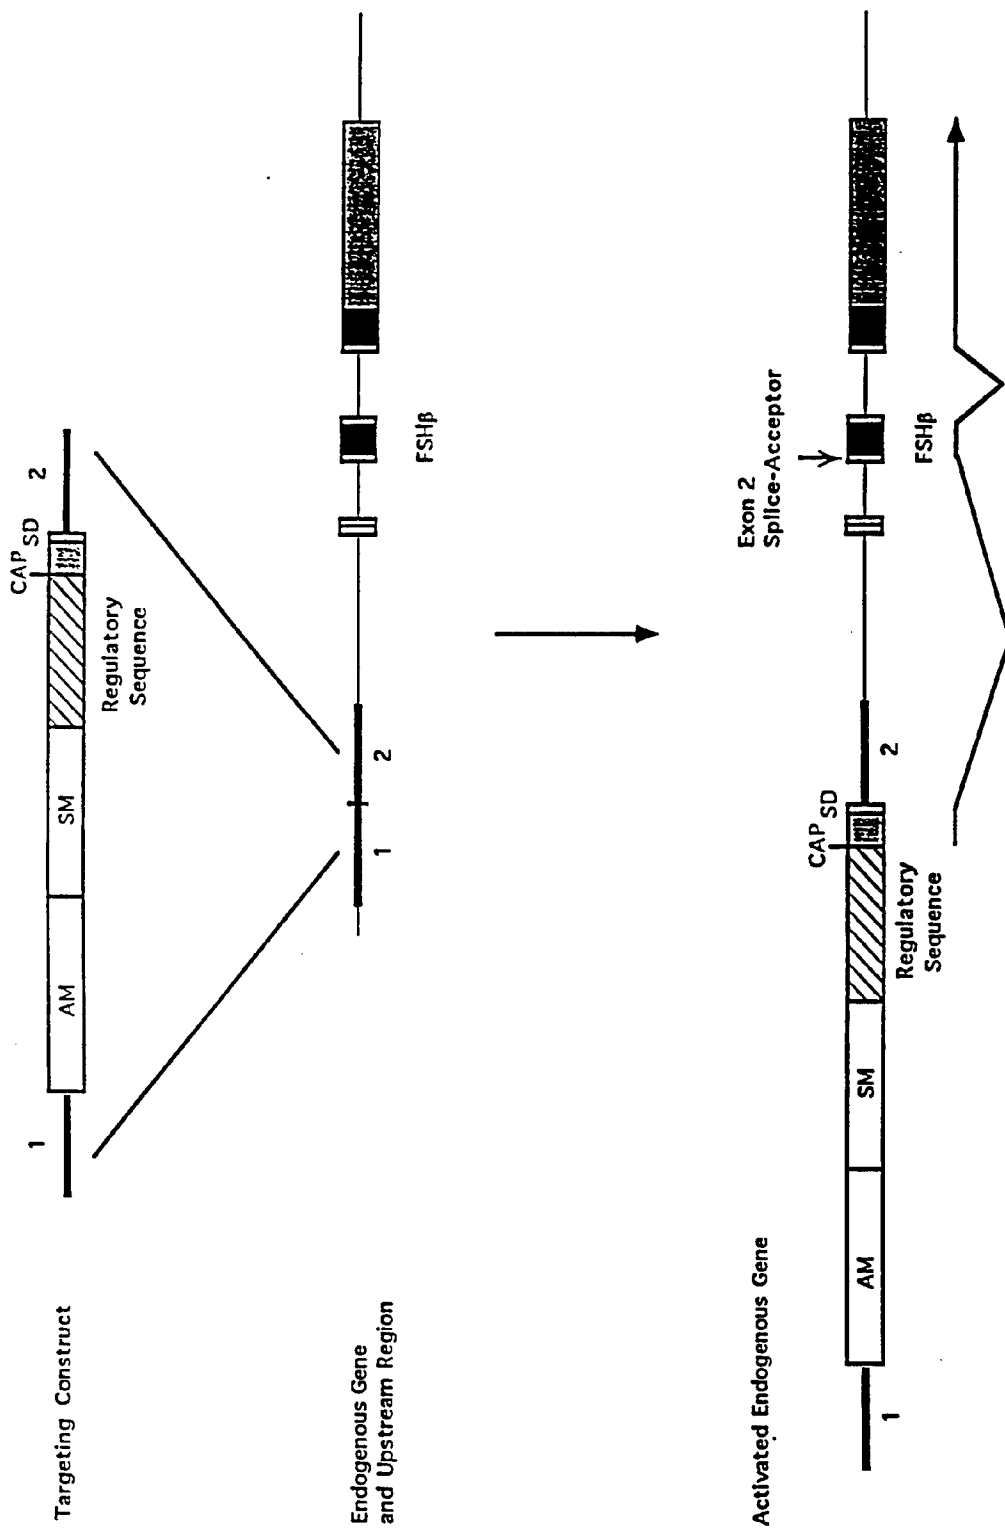 Targeting Construct
1
AM
SM
Regulatory
Sequence
CAP
SD
2
Endogenous Gene
and Upstream Region
1
2
FSHβ
Activated Endogenous Gene
1
AM
SM
Regulatory
Sequence
CAP
SD
2
Exon 2
Splice-Acceptor
FSHβ